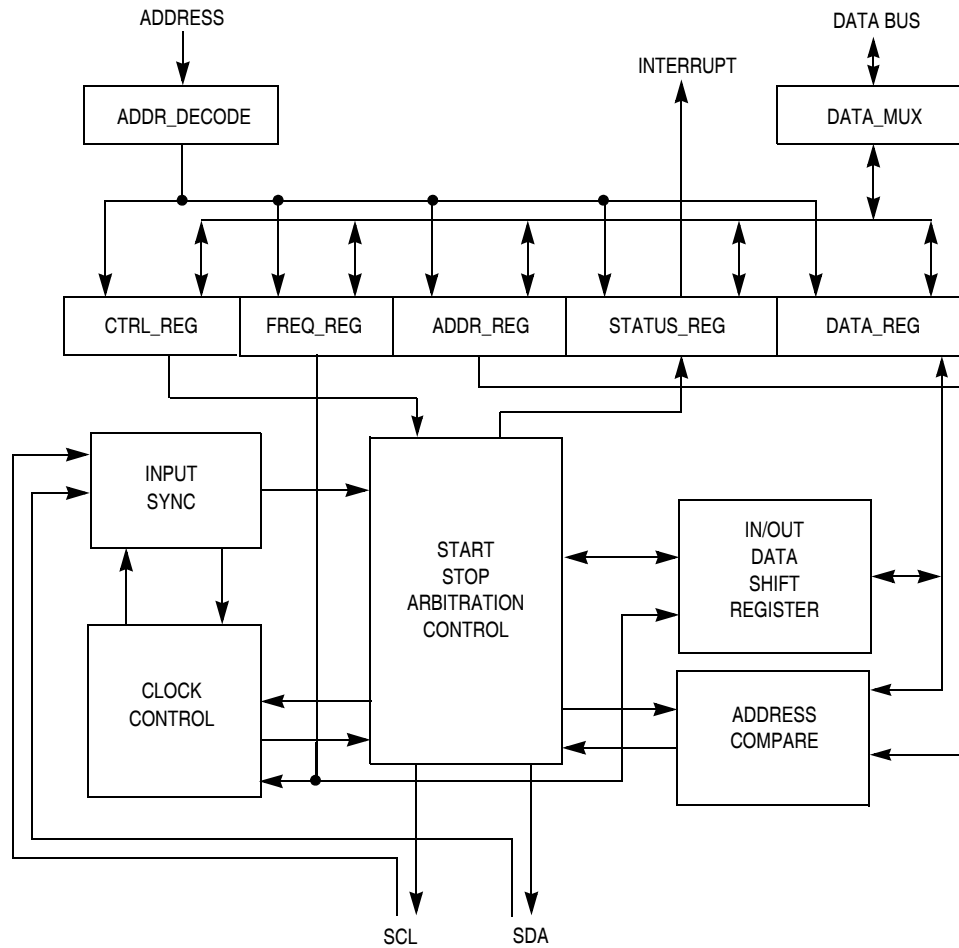 ADDRESS
DATA BUS
INTERRUPT
ADDR_DECODE
DATA_MUX
CTRL_REG
FREQ_REG
ADDR_REG
STATUS_REG
DATA_REG
INPUT
SYNC
START
STOP
ARBITRATION
CONTROL
IN/OUT
DATA
SHIFT
REGISTER
CLOCK
CONTROL
ADDRESS
COMPARE
SCL
SDA